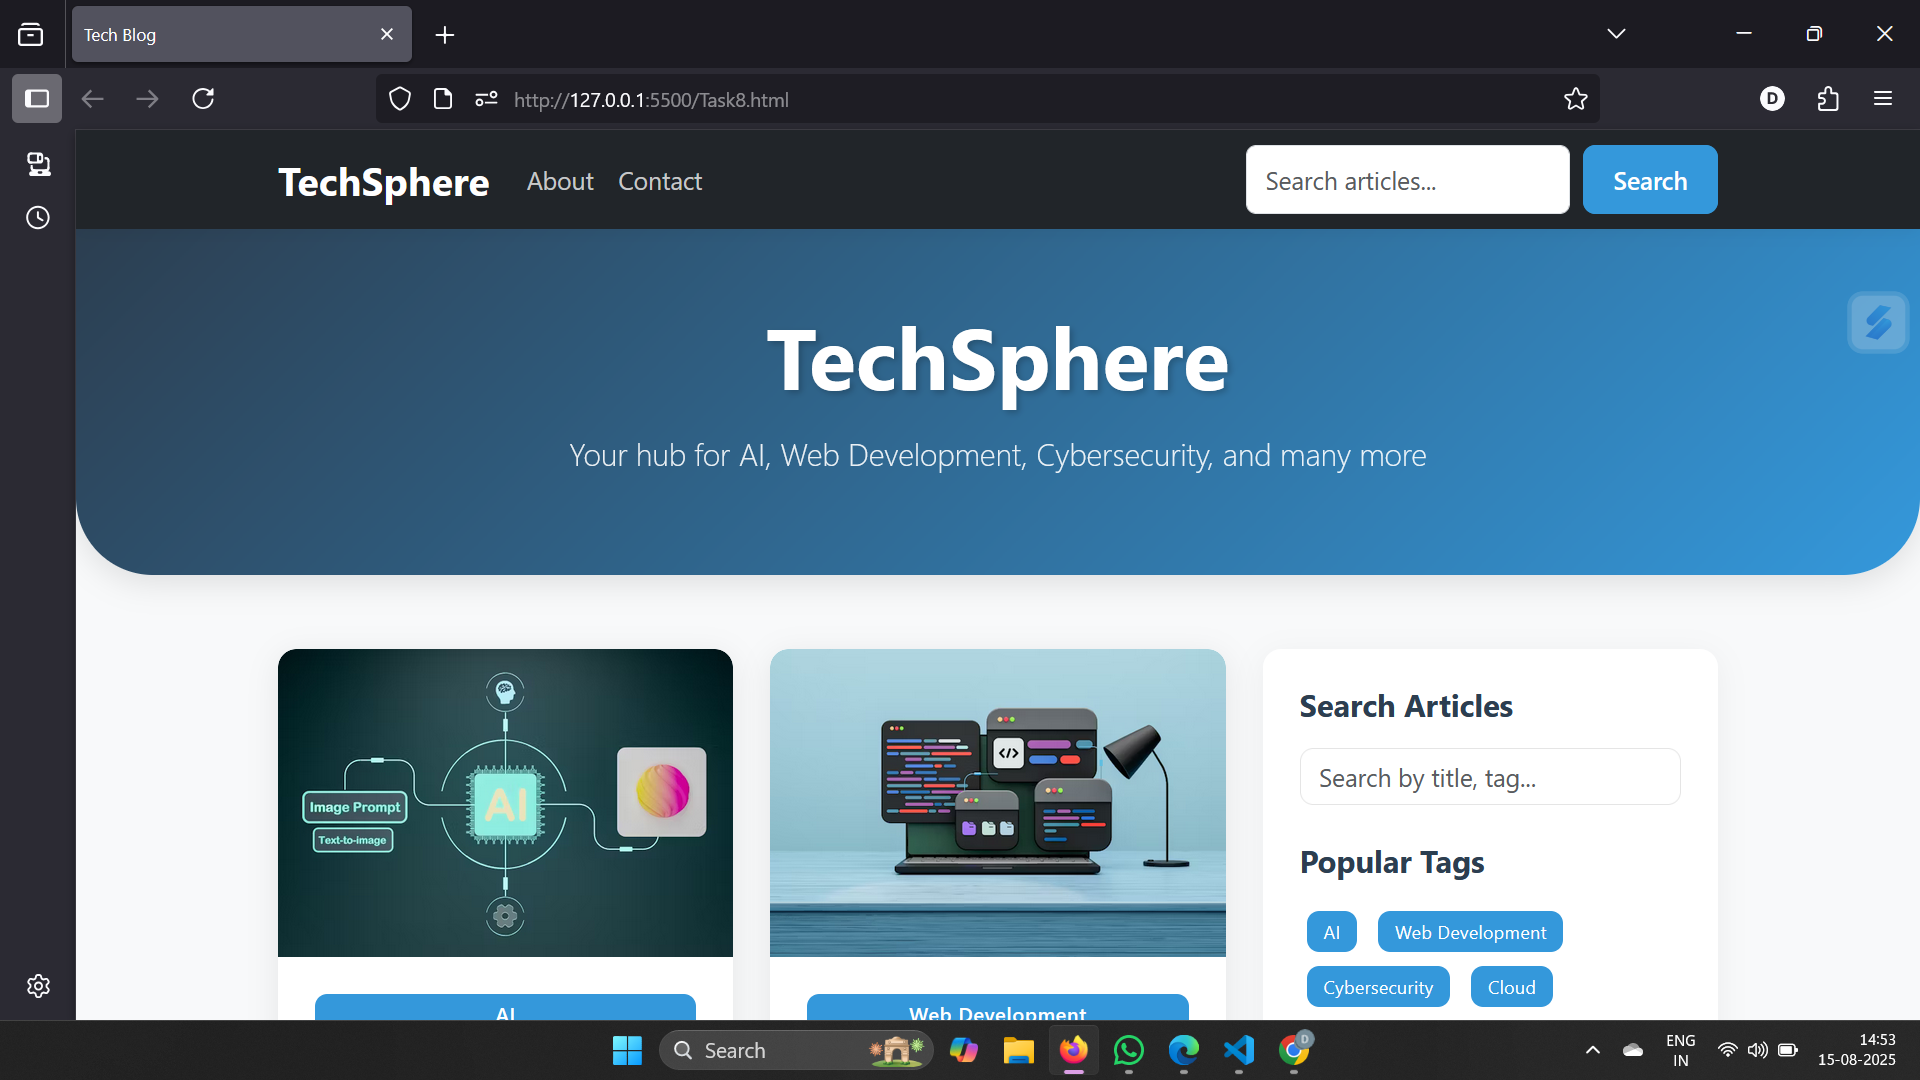 Tech Blog
http://127.0.0.1:5500/Task8.html
D
TechSphere About Contact Search articles... Search
TechSphere
Your hub for AI, Web Development, Cybersecurity, and many more
AI
Image Prompt
Text-to-image
</>
Search Articles
Search by title, tag...
Popular Tags
AI Web Development
Cybersecurity Cloud
AI
Web Development
Search
D
ENG
IN
14:53
15-08-2025